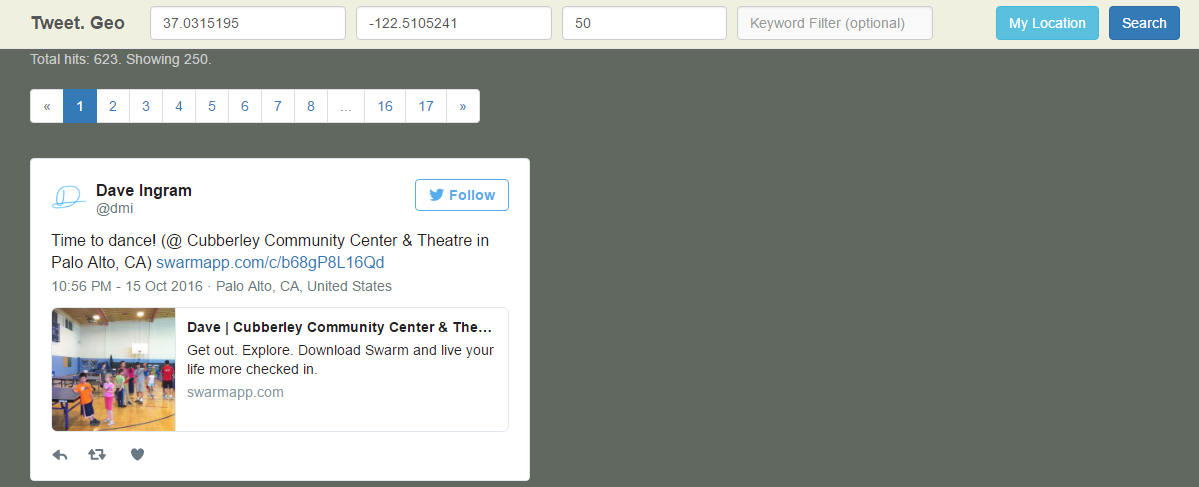 Tweet. Geo 37.0315195 -122.5105241 50 Keyword Filter (optional) My Location Search
Total hits: 623. Showing 250.
« 1 2 3 4 5 6 7 8 ... 16 17 »
Dave Ingram
@dmi
Follow
Time to dance! (@ Cubberley Community Center & Theatre in
Palo Alto, CA) swarmapp.com/c/b68gP8L16Qd
10:56 PM - 15 Oct 2016 · Palo Alto, CA, United States
Dave | Cubberley Community Center & The...
Get out. Explore. Download Swarm and live your
life more checked in.
swarmapp.com